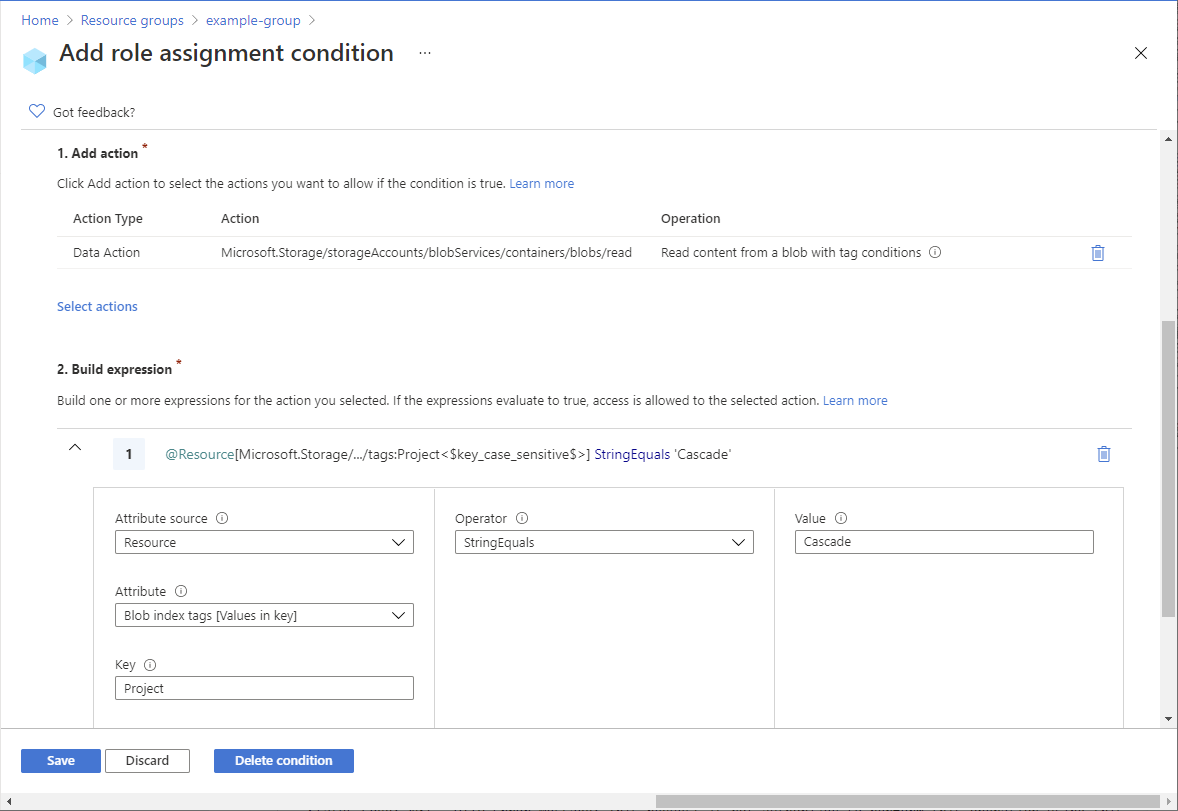 Home > Resource groups > example-group >
Add role assignment condition ...
Got feedback?
1. Add action *
Click Add action to select the actions you want to allow if the condition is true. Learn more
Action Type Action Operation
Data Action Microsoft.Storage/storageAccounts/blobServices/containers/blobs/read Read content from a blob with tag conditions
Select actions
2. Build expression *
Build one or more expressions for the action you selected. If the expressions evaluate to true, access is allowed to the selected action. Learn more
1 @Resource[Microsoft.Storage/.../tags:Project<$key_case_sensitive$>] StringEquals 'Cascade'
Attribute source Operator Value
Resource StringEquals Cascade
Attribute
Blob index tags [Values in key]
Key
Project
Save Discard Delete condition